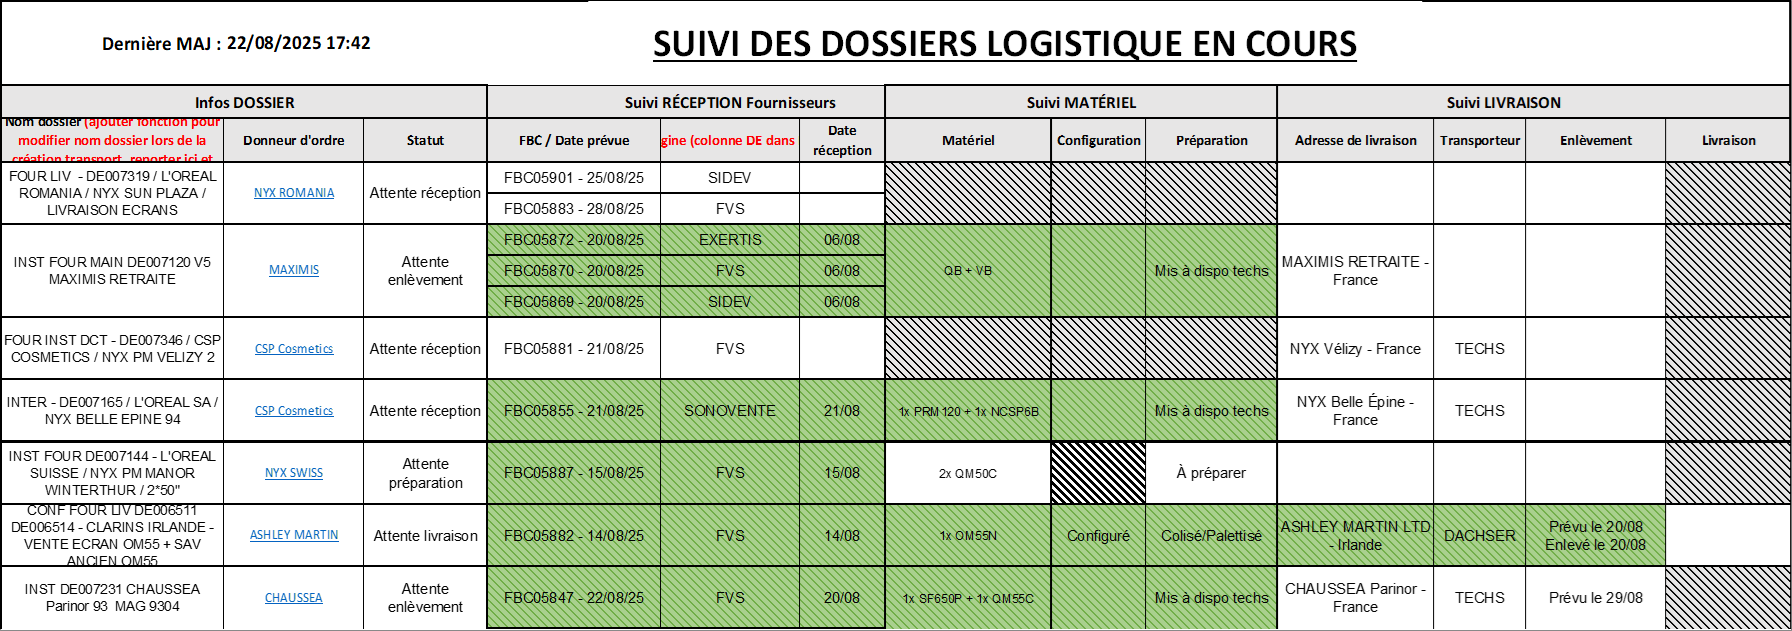 Dernière MAJ : 22/08/2025 17:42
SUIVI DES DOSSIERS LOGISTIQUE EN COURS
Infos DOSSIER
Suivi RÉCEPTION Fournisseurs
Suivi MATÉRIEL
Suivi LIVRAISON
Nom dossier (ajouter fonction pour
modifier nom dossier lors de la
création transport, reporter ici et
Donneur d'ordre
Statut
FBC / Date prévue
gine (colonne DE dans
Date
réception
Matériel
Configuration
Préparation
Adresse de livraison
Transporteur
Enlèvement
Livraison
FOUR LIV - DE007319 / L'OREAL
ROMANIA / NYX SUN PLAZA /
LIVRAISON ECRANS
NYX ROMANIA
Attente réception
FBC05901 - 25/08/25
SIDEV
FBC05883 - 28/08/25
FVS
INST FOUR MAIN DE007120 V5
MAXIMIS RETRAITE
MAXIMIS
Attente
enlèvement
FBC05872 - 20/08/25
EXERTIS
06/08
FBC05870 - 20/08/25
FVS
06/08
FBC05869 - 20/08/25
SIDEV
06/08
QB + VB
Mis à dispo techs
MAXIMIS RETRAITE -
France
FOUR INST DCT - DE007346 / CSP
COSMETICS / NYX PM VELIZY 2
CSP Cosmetics
Attente réception
FBC05881 - 21/08/25
FVS
NYX Vélizy - France
TECHS
INTER - DE007165 / L'OREAL SA /
NYX BELLE EPINE 94
CSP Cosmetics
Attente réception
FBC05855 - 21/08/25
SONOVENTE
21/08
1x PRM120 + 1x NCSP6B
Mis à dispo techs
NYX Belle Épine -
France
TECHS
INST FOUR DE007144 - L'OREAL
SUISSE / NYX PM MANOR
WINTERTHUR / 2*50"
NYX SWISS
Attente
préparation
FBC05887 - 15/08/25
FVS
15/08
2x QM50C
À préparer
CONF FOUR LIV DE006511
DE006514 - CLARINS IRLANDE -
VENTE ECRAN OM55 + SAV
ANCIEN OM55
ASHLEY MARTIN
Attente livraison
FBC05882 - 14/08/25
FVS
14/08
1x OM55N
Configuré
Colisé/Palettisé
ASHLEY MARTIN LTD
- Irlande
DACHSER
Prévu le 20/08
Enlevé le 20/08
INST DE007231 CHAUSSEA
Parinor 93 MAG 9304
CHAUSSEA
Attente
enlèvement
FBC05847 - 22/08/25
FVS
20/08
1x SF650P + 1x QM55C
Mis à dispo techs
CHAUSSEA Parinor -
France
TECHS
Prévu le 29/08